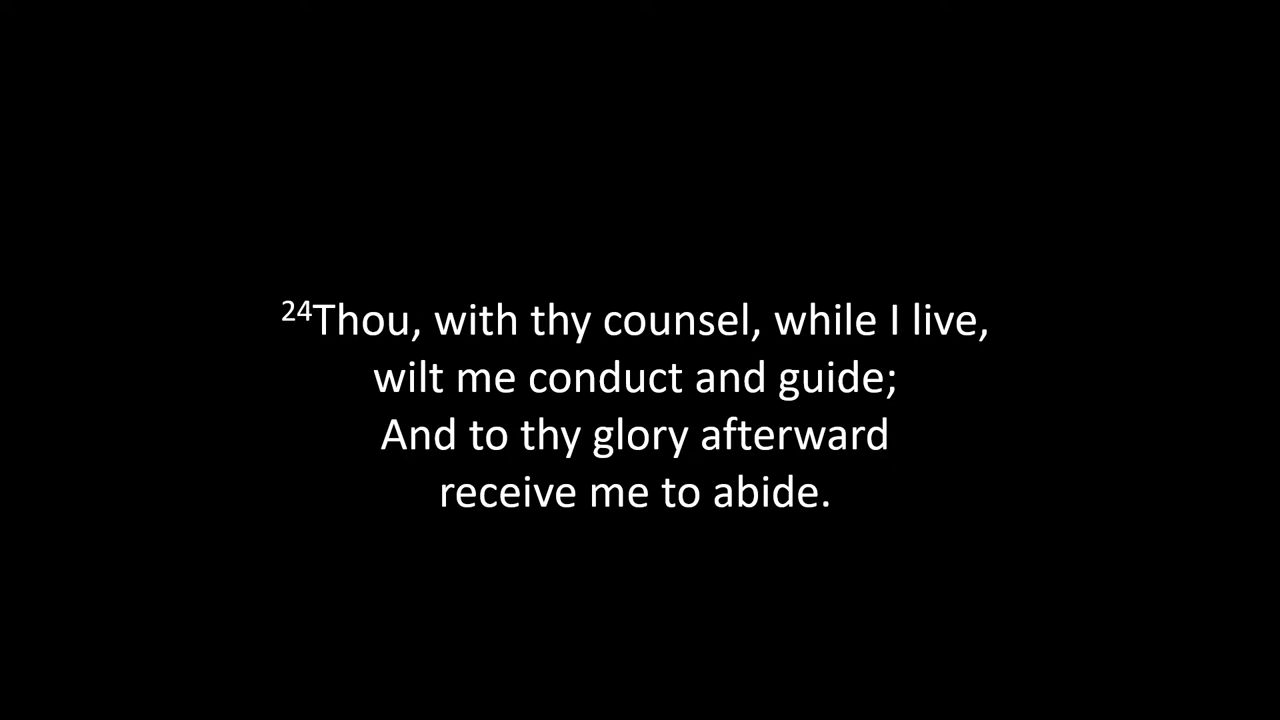 ²⁴Thou, with thy counsel, while I live,
wilt me conduct and guide;
And to thy glory afterward
receive me to abide.